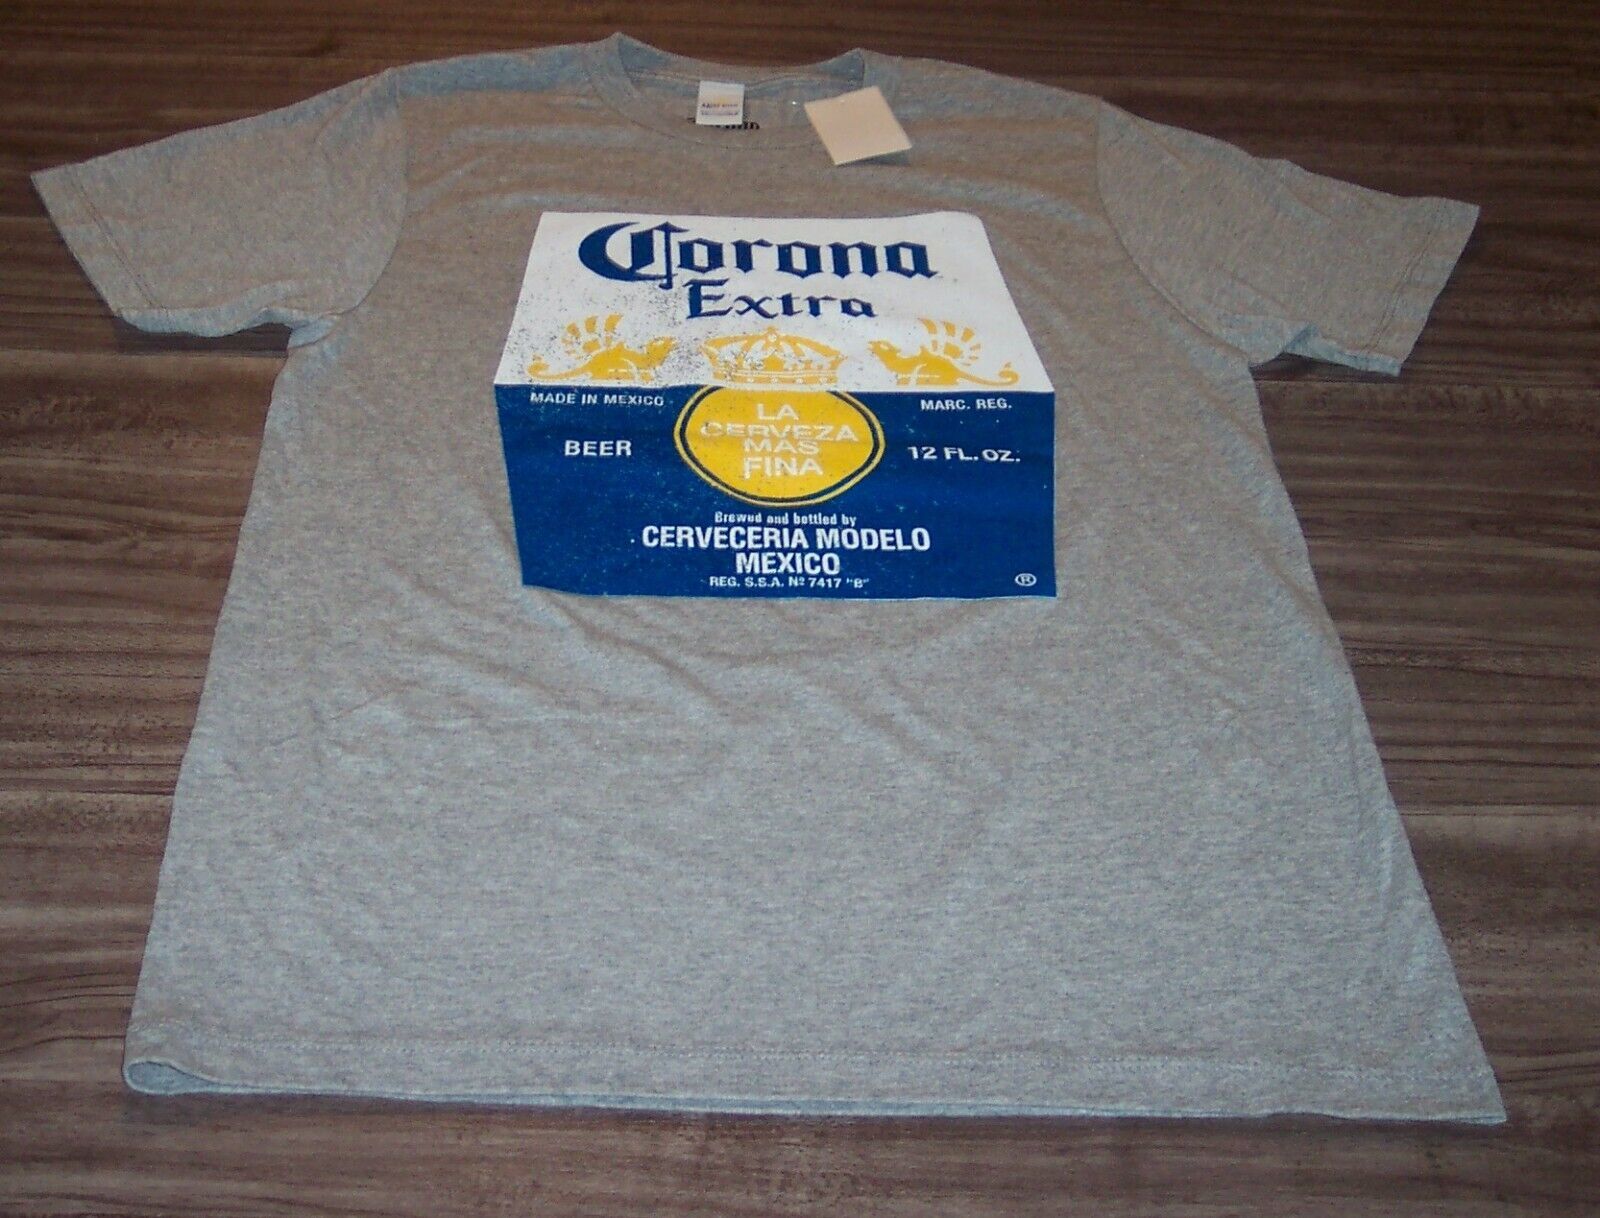 Corona
Extra
MADE IN MEXICO
MARC. REG.
LA
CERVEZA
MAS
FINA
BEER
12 FL. OZ.
Brewed and bottled by
CERVECERIA MODELO
MEXICO
REG. S.S.A. Nº 7417 "B"
®